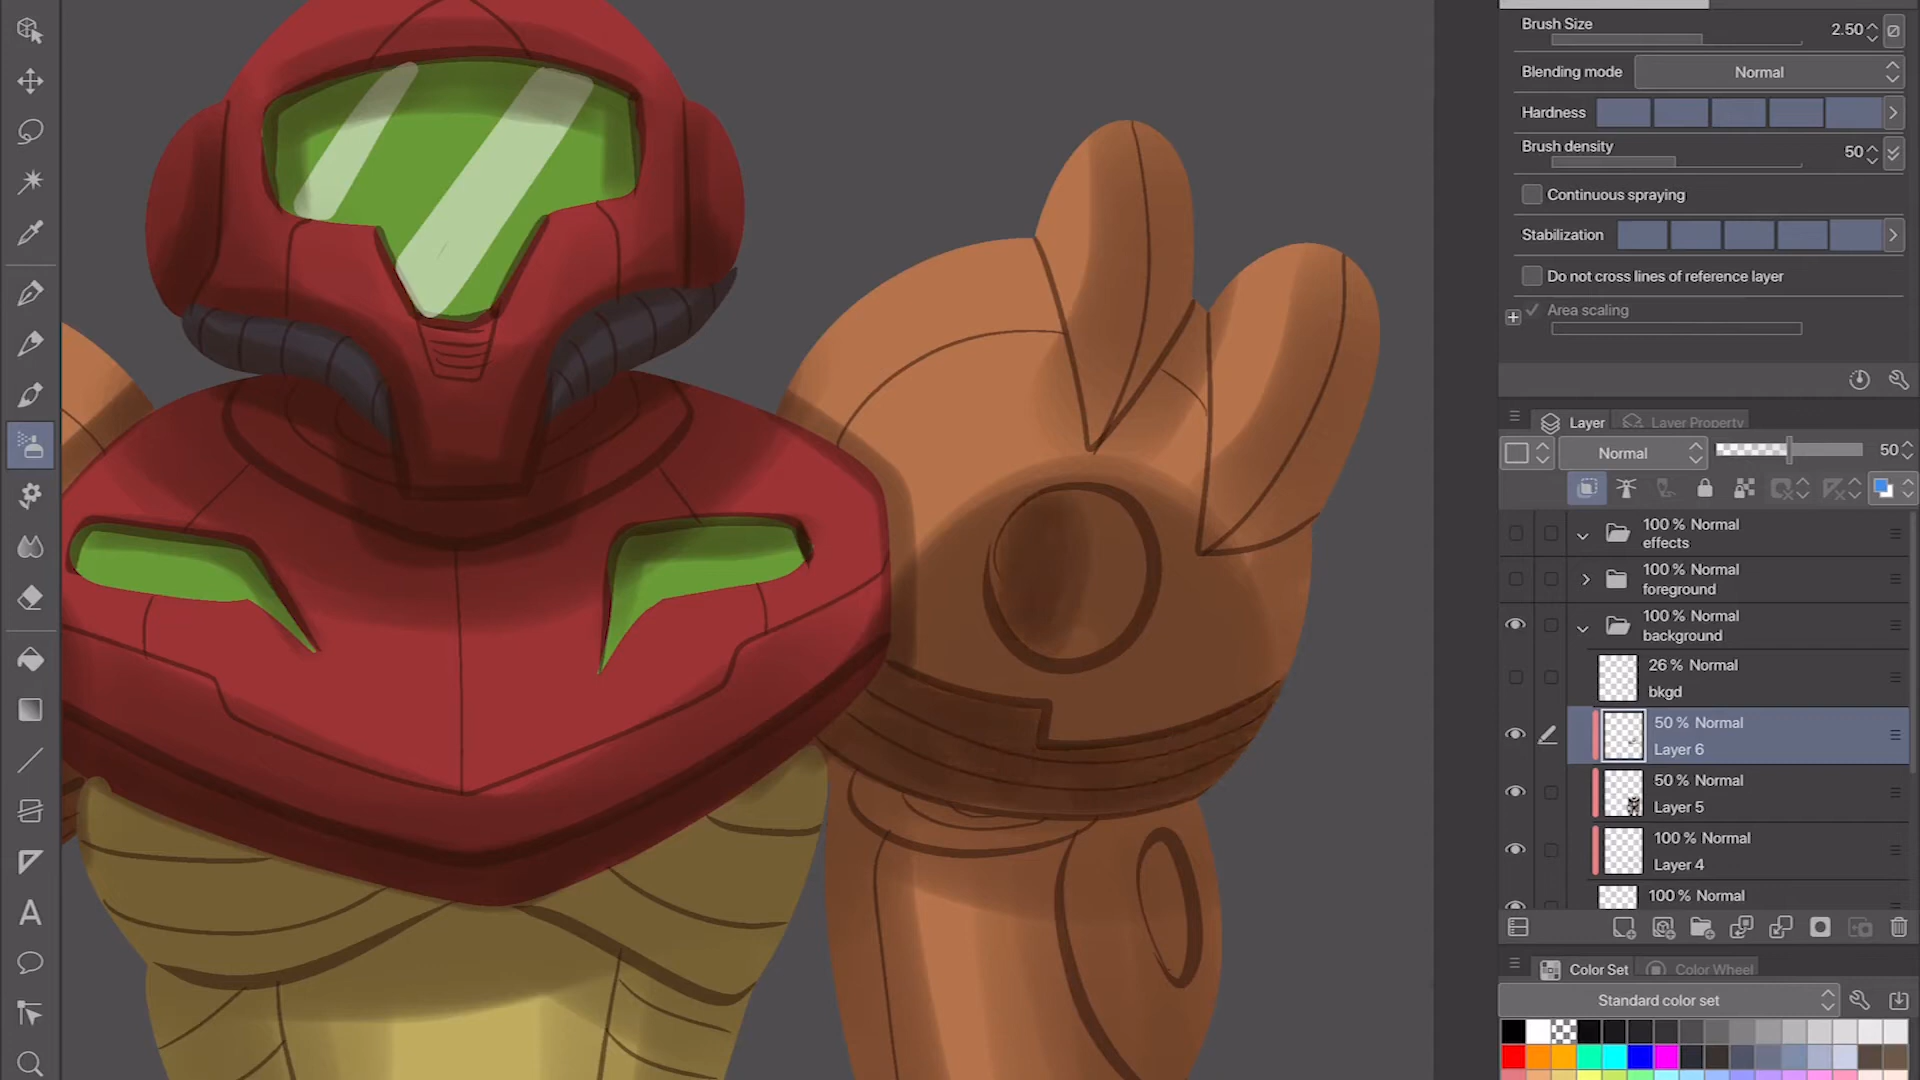 Brush Size 2.50
Blending mode Normal
Hardness
Brush density 50
Continuous spraying
Stabilization
Do not cross lines of reference layer
Area scaling
Layer Layer Property
Normal 50
100 % Normal
effects
100 % Normal
foreground
100 % Normal
background
26 % Normal
bkgd
50 % Normal
Layer 6
50 % Normal
Layer 5
100 % Normal
Layer 4
100 % Normal
Color Set Color Wheel
Standard color set